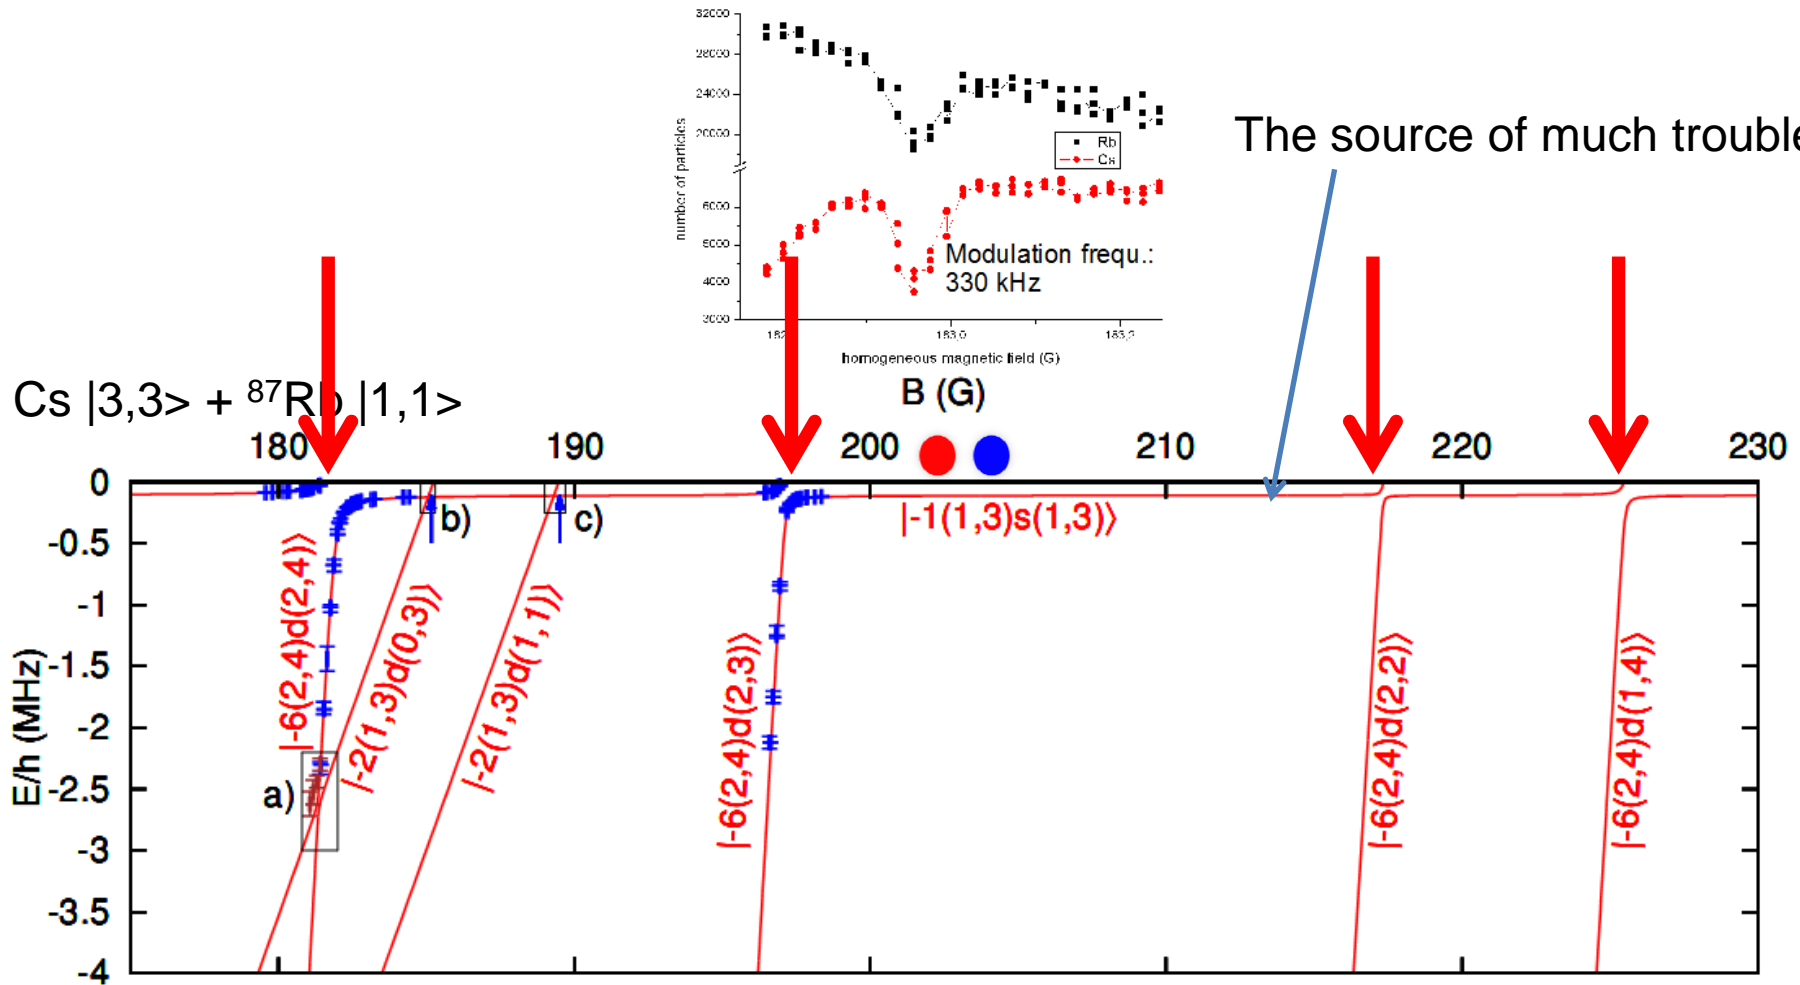 32000
28000
24000
20000
6000
5000
4000
3000
number of particles
Rb
Cs
Modulation frequ.:
330 kHz
183,0
183,2
homogeneous magnetic field (G)
The source of much trouble
Cs |3,3> + ⁸⁷Rb |1,1>
B (G)
180 190 200 210 220 230
0
-0.5
-1
-1.5
-2
-2.5
-3
-3.5
-4
E/h (MHz)
a)
b)
c)
|-6(2,4)d(2,4)⟩
|-2(1,3)d(0,3)⟩
|-2(1,3)d(1,1)⟩
|-1(1,3)s(1,3)⟩
|-6(2,4)d(2,3)⟩
|-6(2,4)d(2,2)⟩
|-6(2,4)d(1,4)⟩